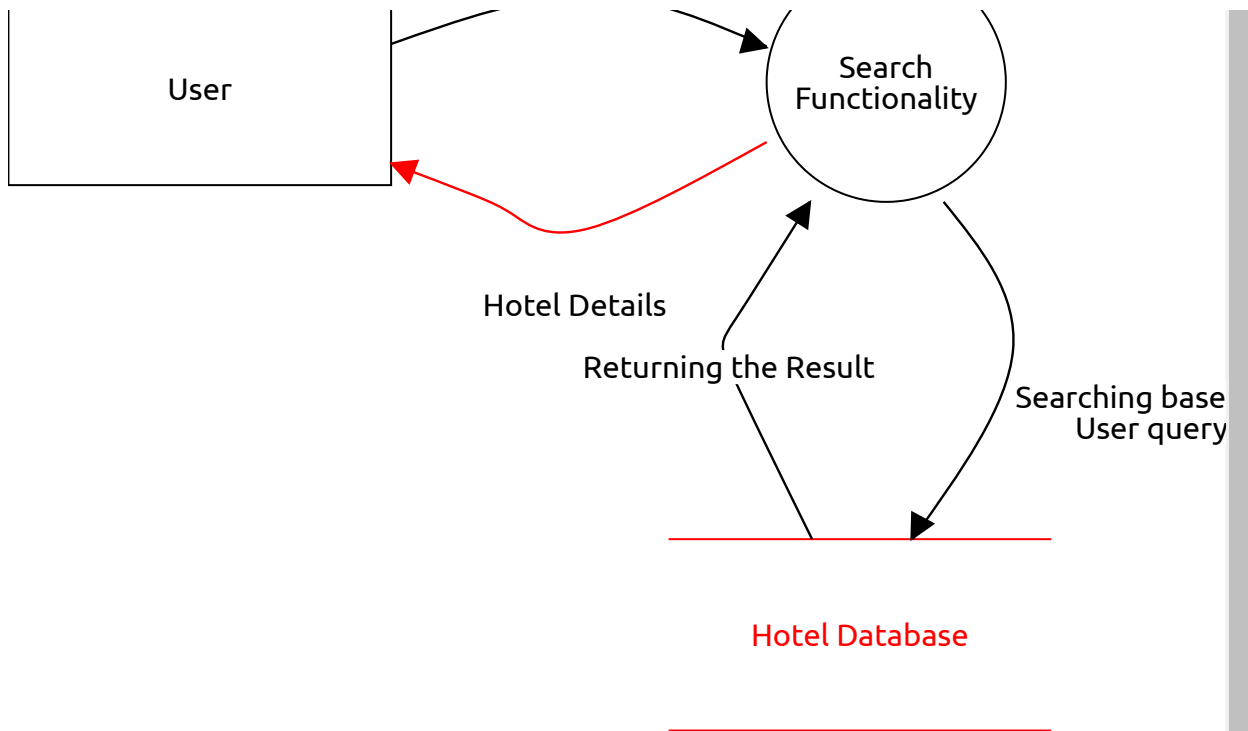 User
Search
Functionality
Hotel Details
Returning the Result
Searching base
User query
Hotel Database